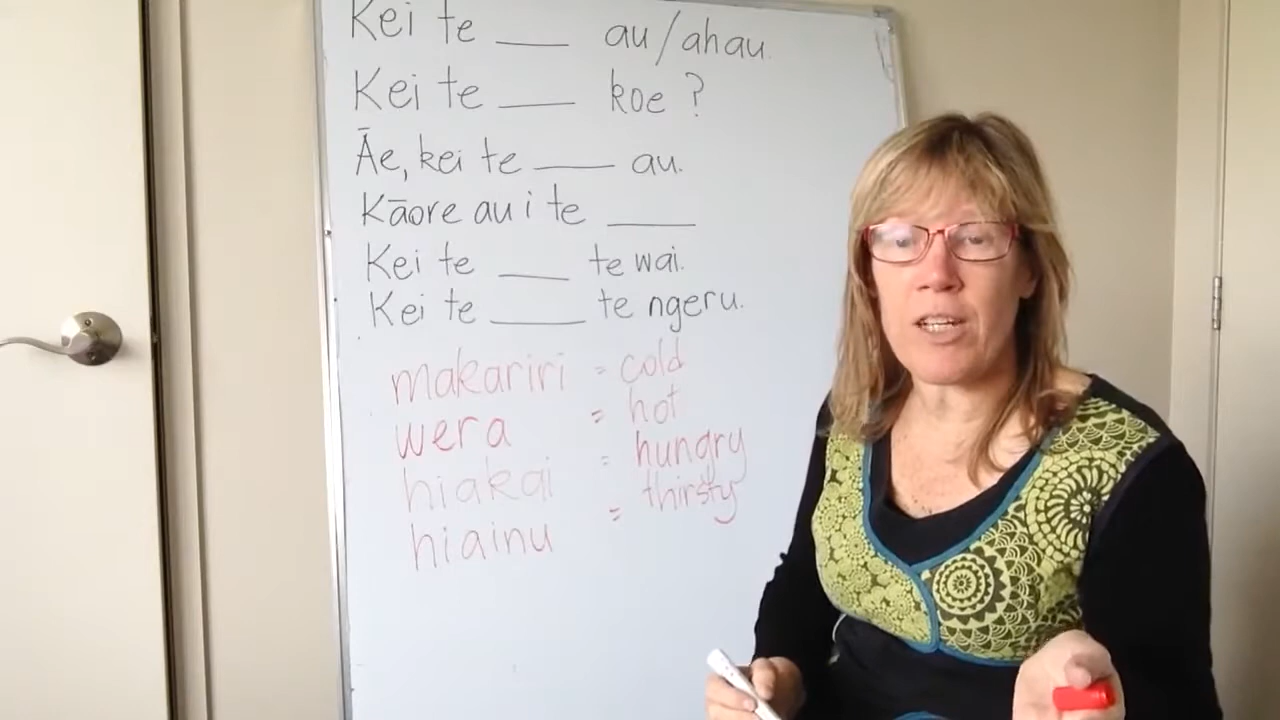 Kei te ___ au/ahau.
Kei te ___ koe?
Āe, kei te ___ au.
Kāore au i te ___
Kei te ___ te wai.
Kei te ___ te ngeru.
makariri = cold
wera = hot
hiakai = hungry
hiainu = thirsty